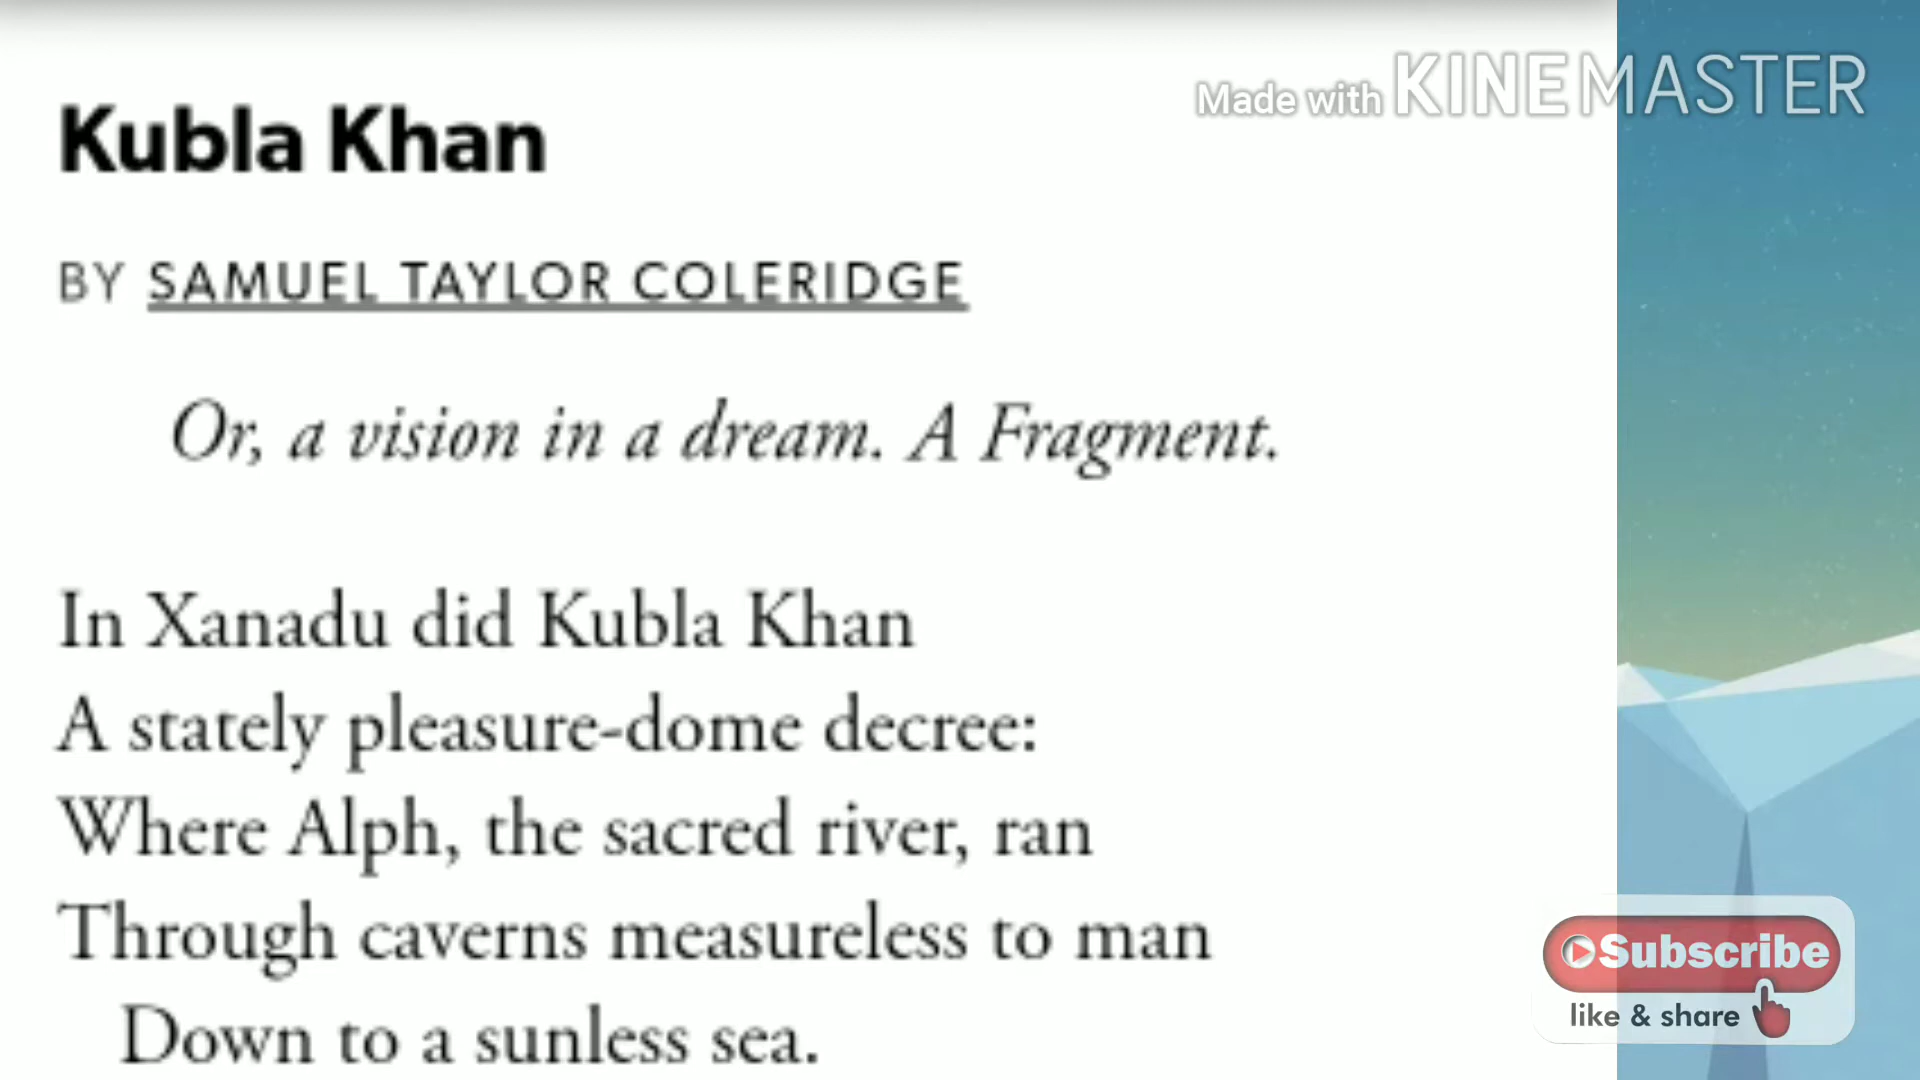 Made with KINEMASTER
Kubla Khan
BY SAMUEL TAYLOR COLERIDGE
Or, a vision in a dream. A Fragment.
In Xanadu did Kubla Khan
A stately pleasure-dome decree:
Where Alph, the sacred river, ran
Through caverns measureless to man
Down to a sunless sea.
Subscribe
like & share